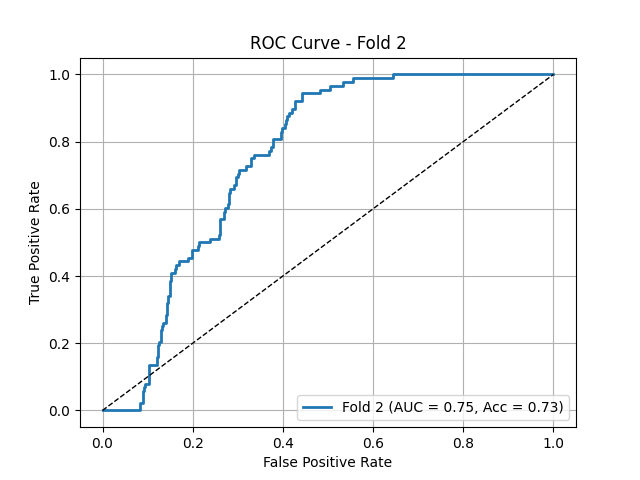 ROC Curve - Fold 2
True Positive Rate
1.0
0.8
0.6
0.4
0.2
0.0
Fold 2 (AUC = 0.75, Acc = 0.73)
0.0 0.2 0.4 0.6 0.8 1.0
False Positive Rate